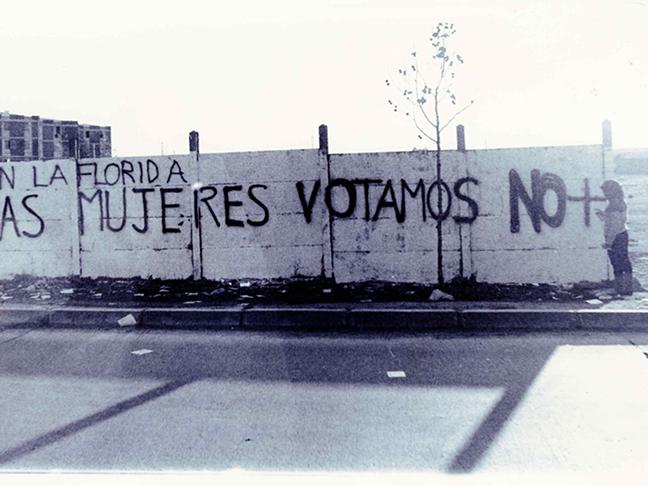 N LA FLORIDA
AS MUJERES VOTAMOS NO+